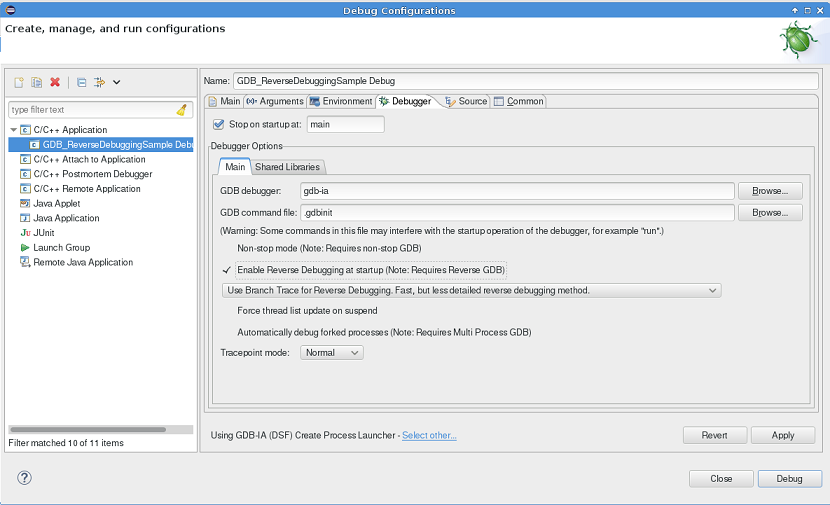 Debug Configurations
Create, manage, and run configurations
type filter text
C/C++ Application
GDB_ReverseDebuggingSample Debu
C/C++ Attach to Application
C/C++ Postmortem Debugger
C/C++ Remote Application
Java Applet
Java Application
Ju JUnit
Launch Group
Remote Java Application
Filter matched 10 of 11 items
Name: GDB_ReverseDebuggingSample Debug
Main (x)= Arguments Environment Debugger Source Common
Stop on startup at: main
Debugger Options
Main Shared Libraries
GDB debugger: gdb-ia Browse...
GDB command file: .gdbinit Browse...
(Warning: Some commands in this file may interfere with the startup operation of the debugger, for example "run".)
Non-stop mode (Note: Requires non-stop GDB)
Enable Reverse Debugging at startup (Note: Requires Reverse GDB)
Use Branch Trace for Reverse Debugging. Fast, but less detailed reverse debugging method.
Force thread list update on suspend
Automatically debug forked processes (Note: Requires Multi Process GDB)
Tracepoint mode: Normal
Using GDB-IA (DSF) Create Process Launcher - Select other...
Revert Apply
? Close Debug